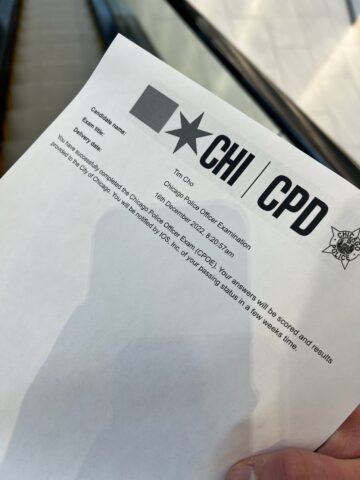 CHI | CPD
CHICAGO
POLICE
Candidate name:
Tim Cho
Exam title:
Chicago Police Officer Examination
Delivery date:
16th December 2022, 8:20:57am
You have successfully completed the Chicago Police Officer Exam (CPOE). Your answers will be scored and results
provided to the City of Chicago. You will be notified by IOS, Inc. of your passing status in a few weeks time.